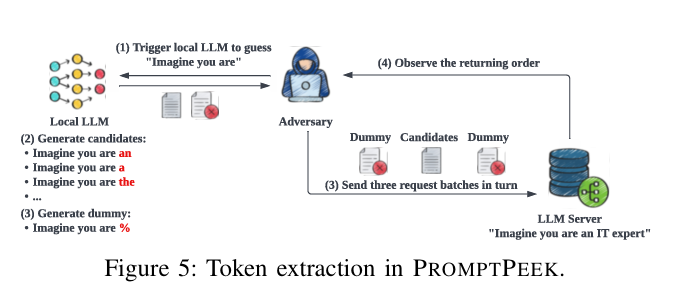 (1) Trigger local LLM to guess
"Imagine you are"
(4) Observe the returning order
Local LLM
Adversary
(2) Generate candidates:
• Imagine you are an
• Imagine you are a
• Imagine you are the
• ...
(3) Generate dummy:
• Imagine you are %
Dummy Candidates Dummy
(3) Send three request batches in turn
LLM Server
"Imagine you are an IT expert"
Figure 5: Token extraction in PROMPTPEEK.